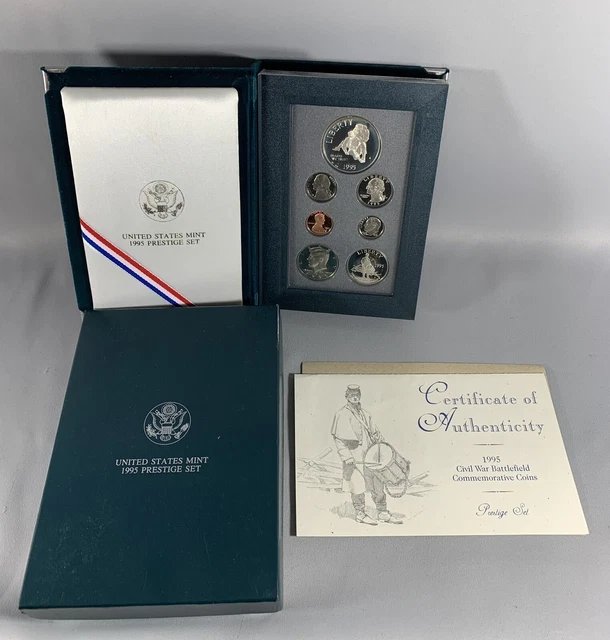 UNITED STATES MINT
1995 PRESTIGE SET
LIBERTY
1995
LIBERTY
LIBERTY
UNITED STATES MINT
1995 PRESTIGE SET
Certificate of
Authenticity
1995
Civil War Battlefield
Commemorative Coins
Prestige Set